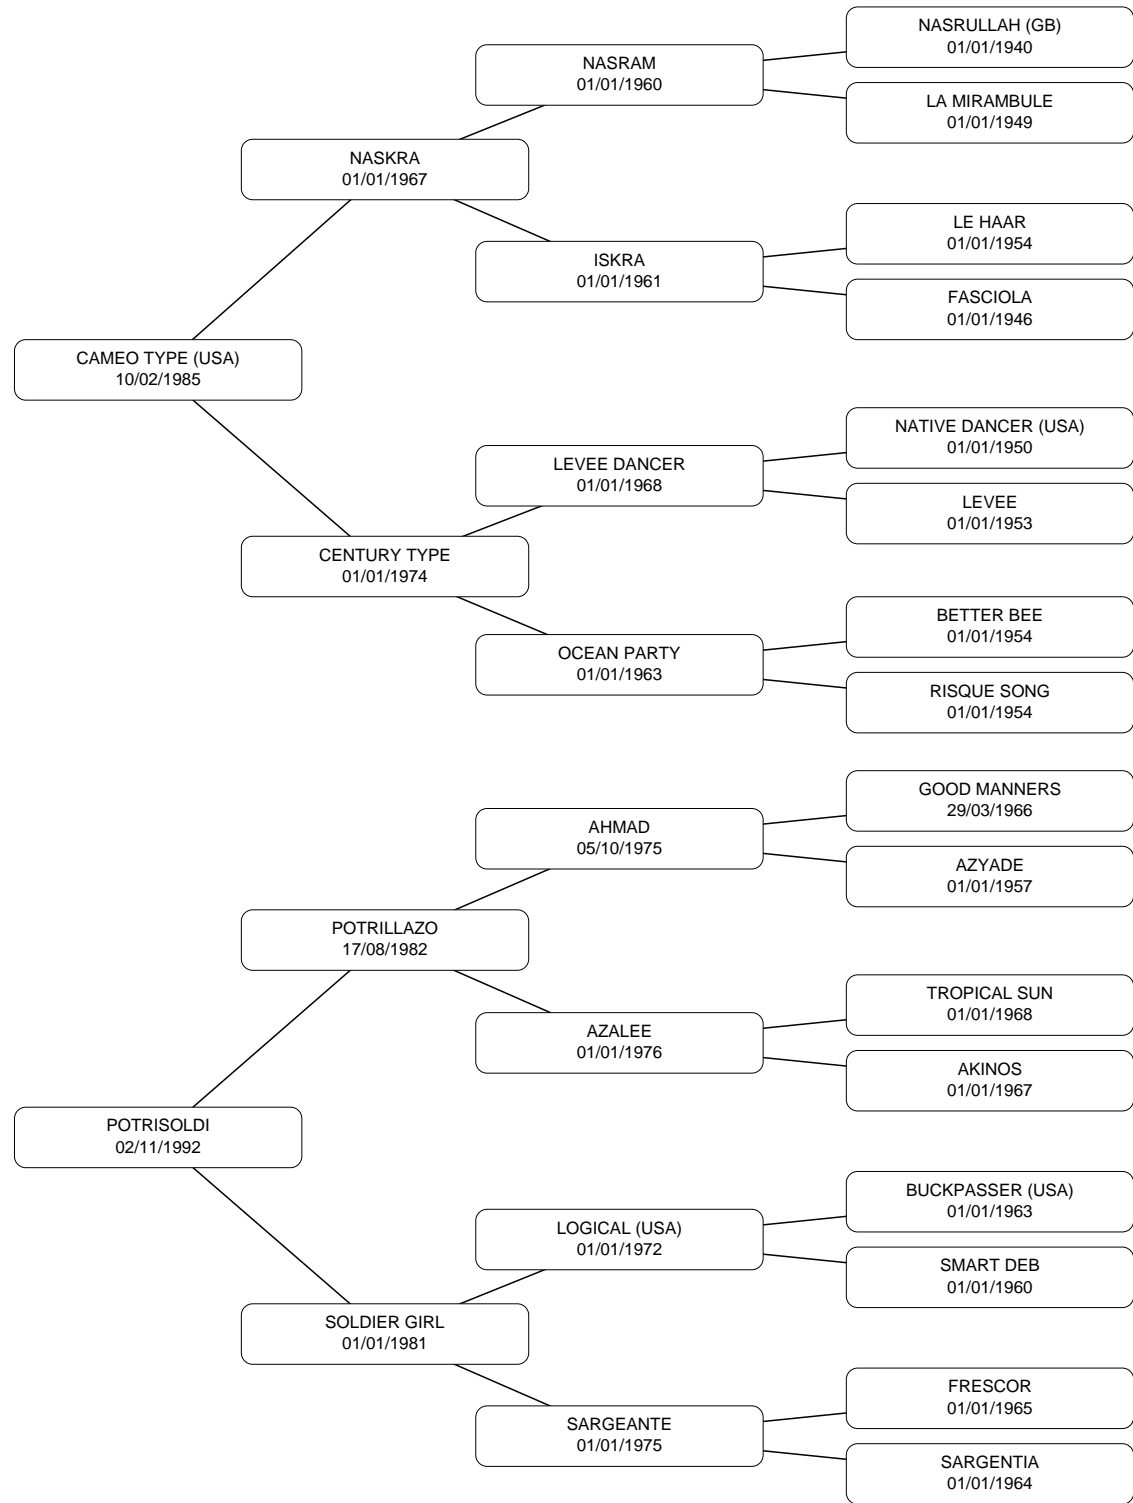 NASRULLAH (GB)
01/01/1940
NASRAM
01/01/1960
LA MIRAMBULE
01/01/1949
NASKRA
01/01/1967
LE HAAR
01/01/1954
ISKRA
01/01/1961
FASCIOLA
01/01/1946
CAMEO TYPE (USA)
10/02/1985
NATIVE DANCER (USA)
01/01/1950
LEVEE DANCER
01/01/1968
LEVEE
01/01/1953
CENTURY TYPE
01/01/1974
BETTER BEE
01/01/1954
OCEAN PARTY
01/01/1963
RISQUE SONG
01/01/1954
GOOD MANNERS
29/03/1966
AHMAD
05/10/1975
AZYADE
01/01/1957
POTRILLAZO
17/08/1982
TROPICAL SUN
01/01/1968
AZALEE
01/01/1976
AKINOS
01/01/1967
POTRISOLDI
02/11/1992
BUCKPASSER (USA)
01/01/1963
LOGICAL (USA)
01/01/1972
SMART DEB
01/01/1960
SOLDIER GIRL
01/01/1981
FRESCOR
01/01/1965
SARGEANTE
01/01/1975
SARGENTIA
01/01/1964